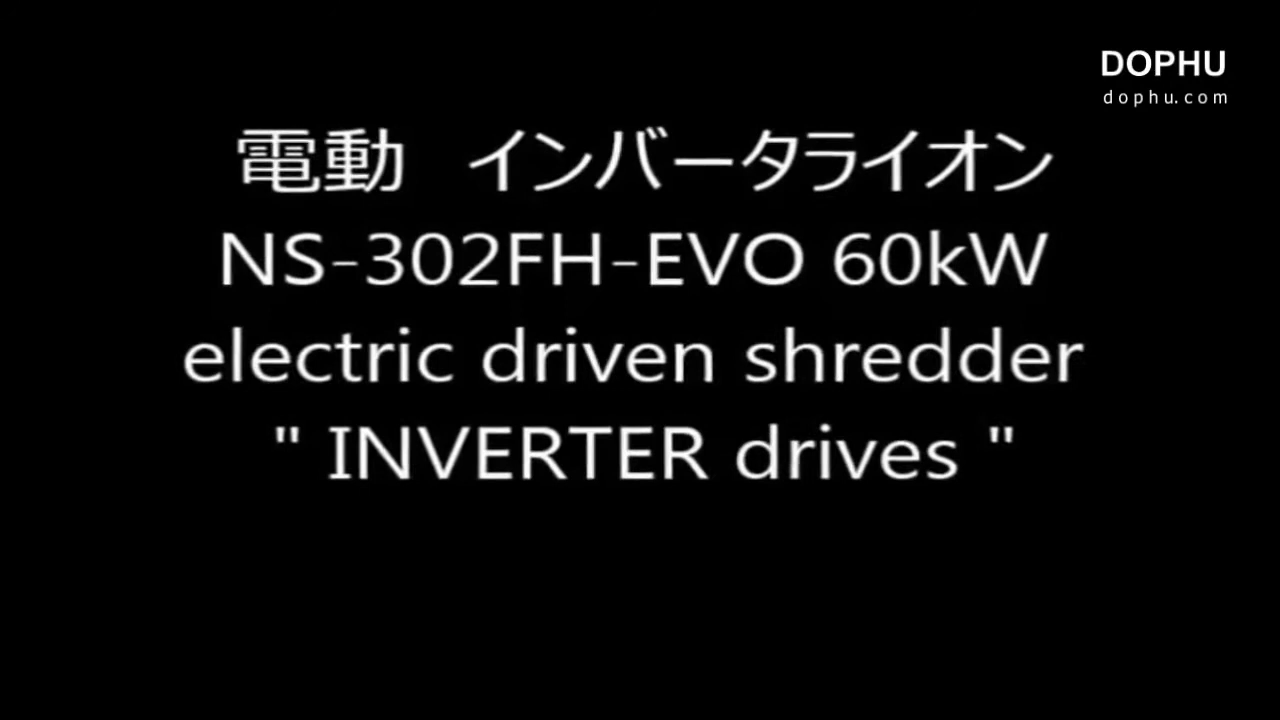 DOPHU
dophu.com
電動　インバータライオン
NS-302FH-EVO 60kW
electric driven shredder
" INVERTER drives "